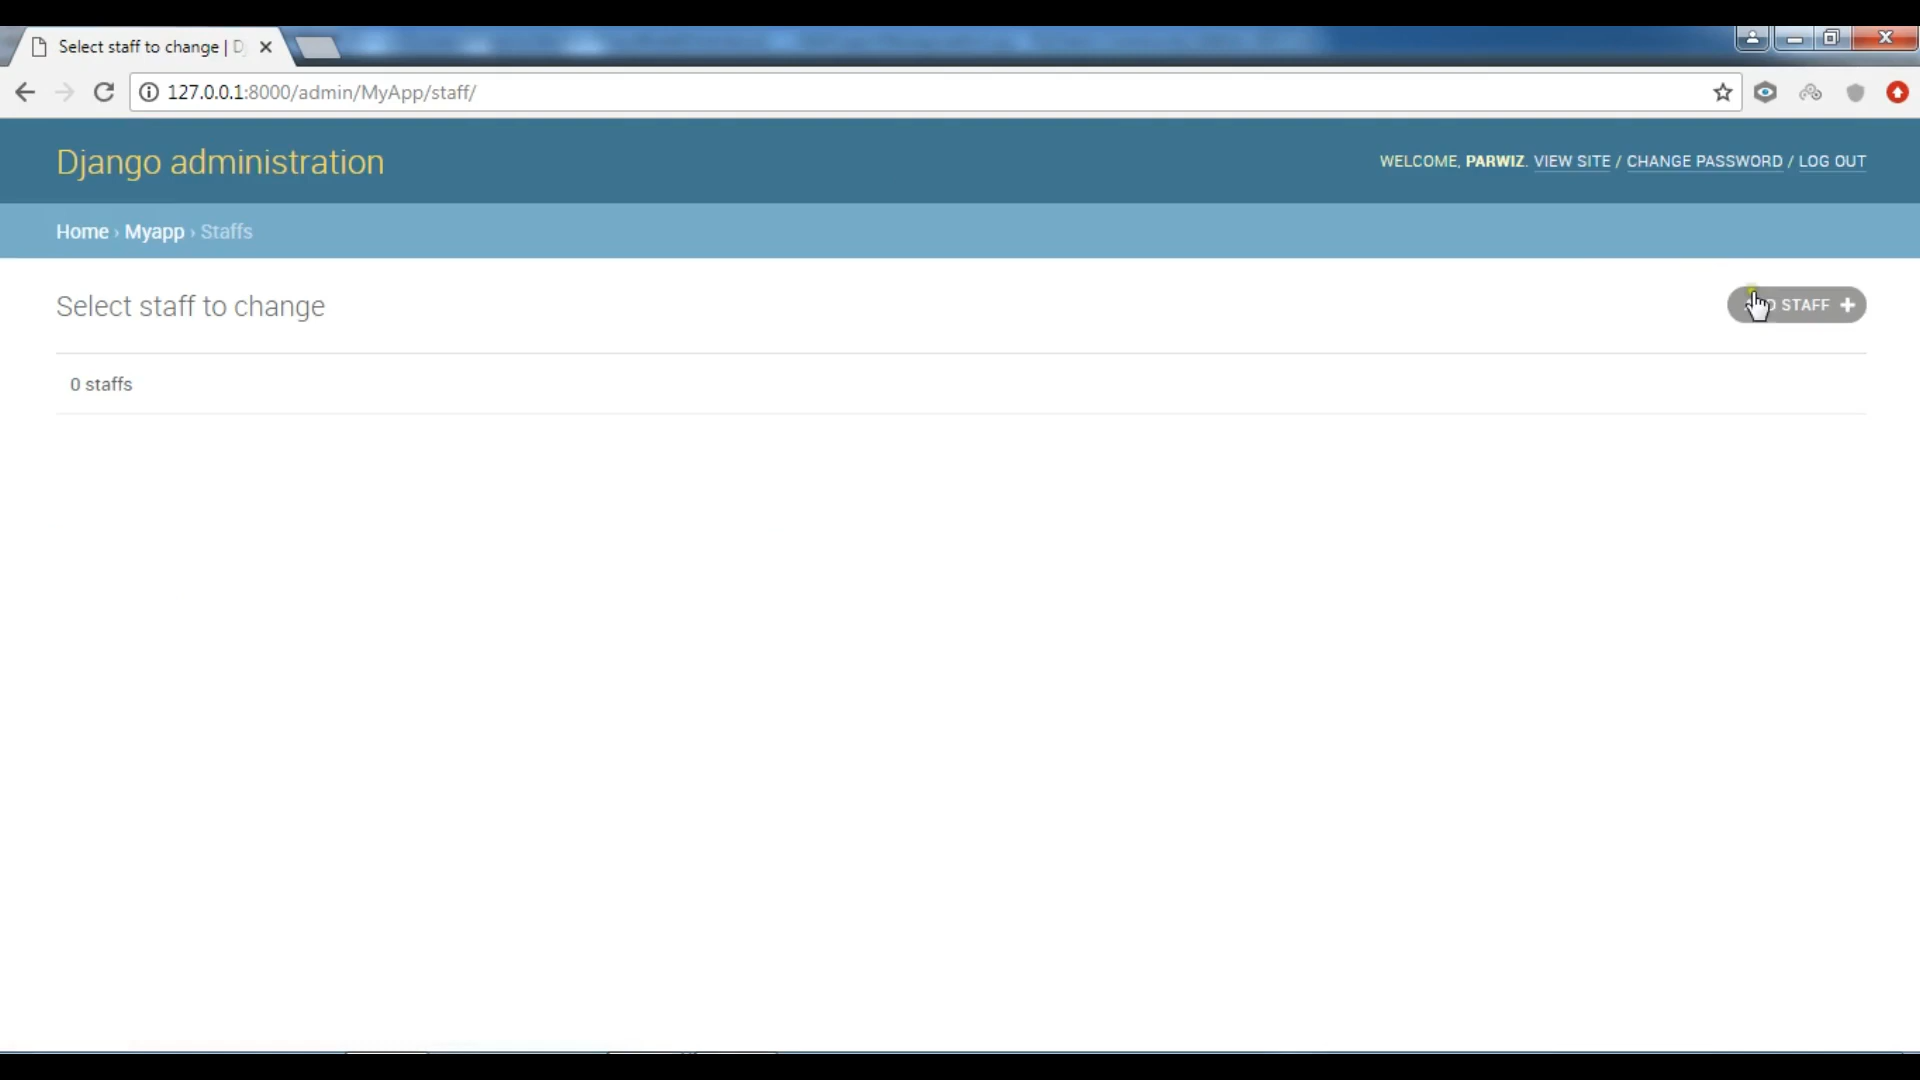 Select staff to change | D
127.0.0.1:8000/admin/MyApp/staff/
Django administration
WELCOME, PARWIZ. VIEW SITE / CHANGE PASSWORD / LOG OUT
Home › Myapp › Staffs
Select staff to change
STAFF +
0 staffs